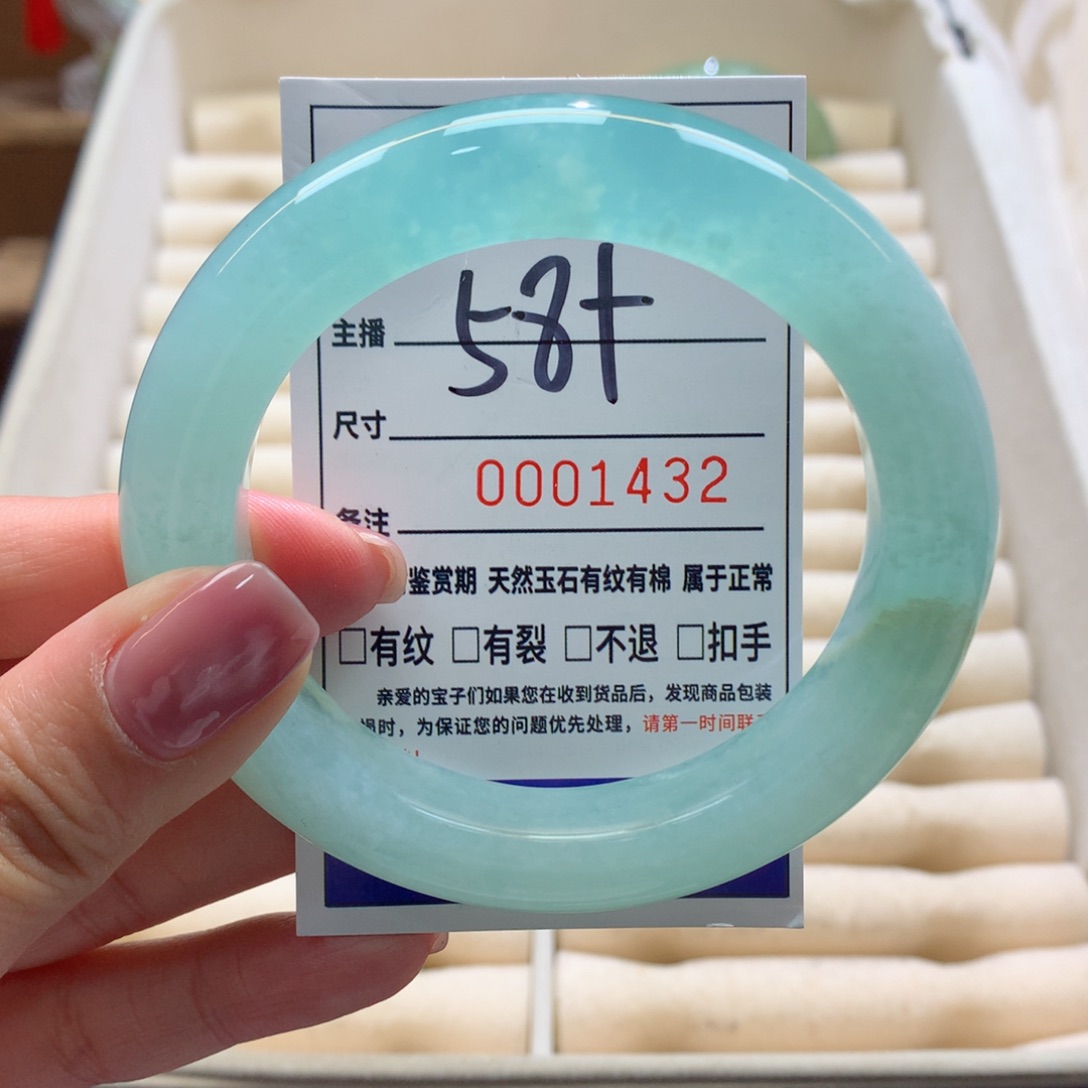 58+
主播
尺寸
0001432
备注
鉴赏期 天然玉石有纹有棉 属于正常
□有纹 □有裂 □不退 □扣手
亲爱的宝子们如果您在收到货品后，发现商品包装
损时，为保证您的问题优先处理，请第一时间联
！